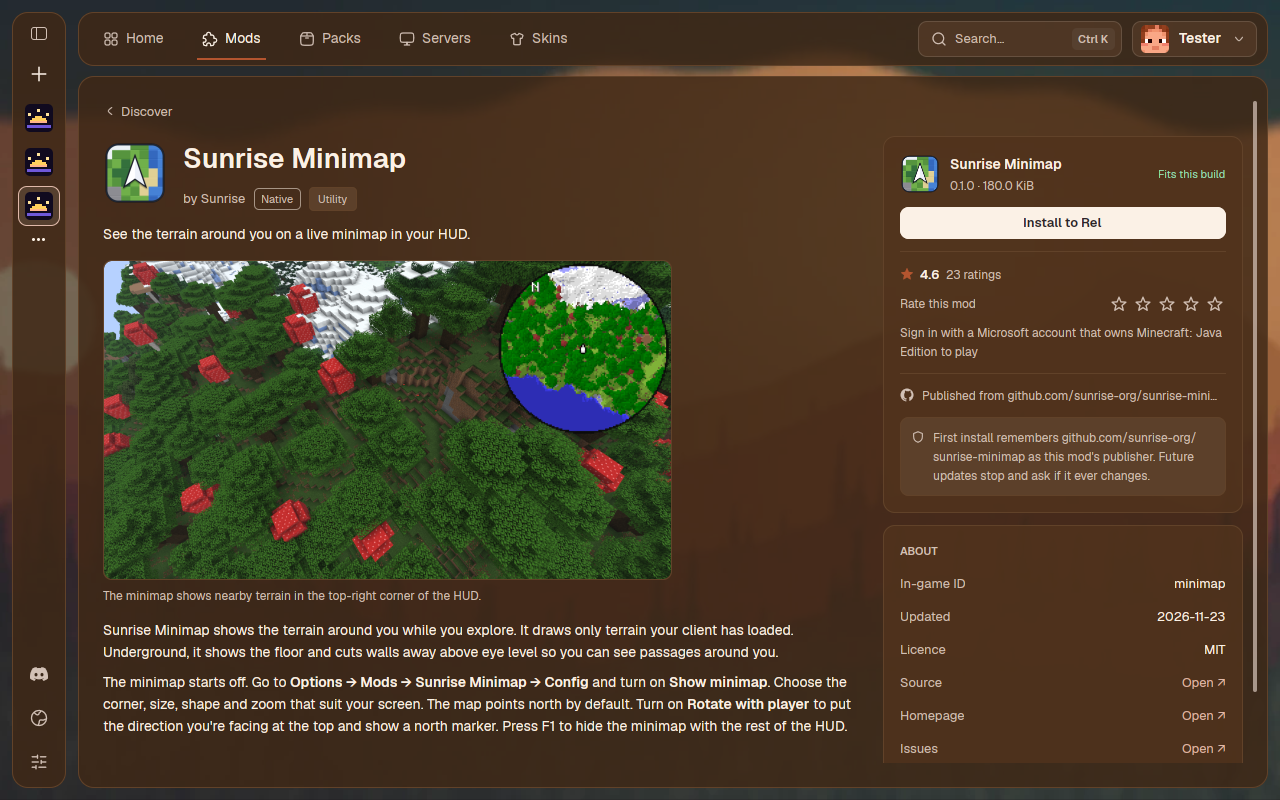 Home
Mods
Packs
Servers
Skins
Search...
Ctrl K
Tester
Discover
Sunrise Minimap
by Sunrise
Native
Utility
See the terrain around you on a live minimap in your HUD.
N
The minimap shows nearby terrain in the top-right corner of the HUD.
Sunrise Minimap shows the terrain around you while you explore. It draws only terrain your client has loaded.
Underground, it shows the floor and cuts walls away above eye level so you can see passages around you.
The minimap starts off. Go to Options → Mods → Sunrise Minimap → Config and turn on Show minimap. Choose the
corner, size, shape and zoom that suit your screen. The map points north by default. Turn on Rotate with player to put
the direction you're facing at the top and show a north marker. Press F1 to hide the minimap with the rest of the HUD.
Sunrise Minimap
0.1.0 · 180.0 KiB
Fits this build
Install to Rel
4.6 23 ratings
Rate this mod
Sign in with a Microsoft account that owns Minecraft: Java
Edition to play
Published from github.com/sunrise-org/sunrise-mini...
First install remembers github.com/sunrise-org/
sunrise-minimap as this mod's publisher. Future
updates stop and ask if it ever changes.
ABOUT
In-game ID minimap
Updated 2026-11-23
Licence MIT
Source Open ↗
Homepage Open ↗
Issues Open ↗